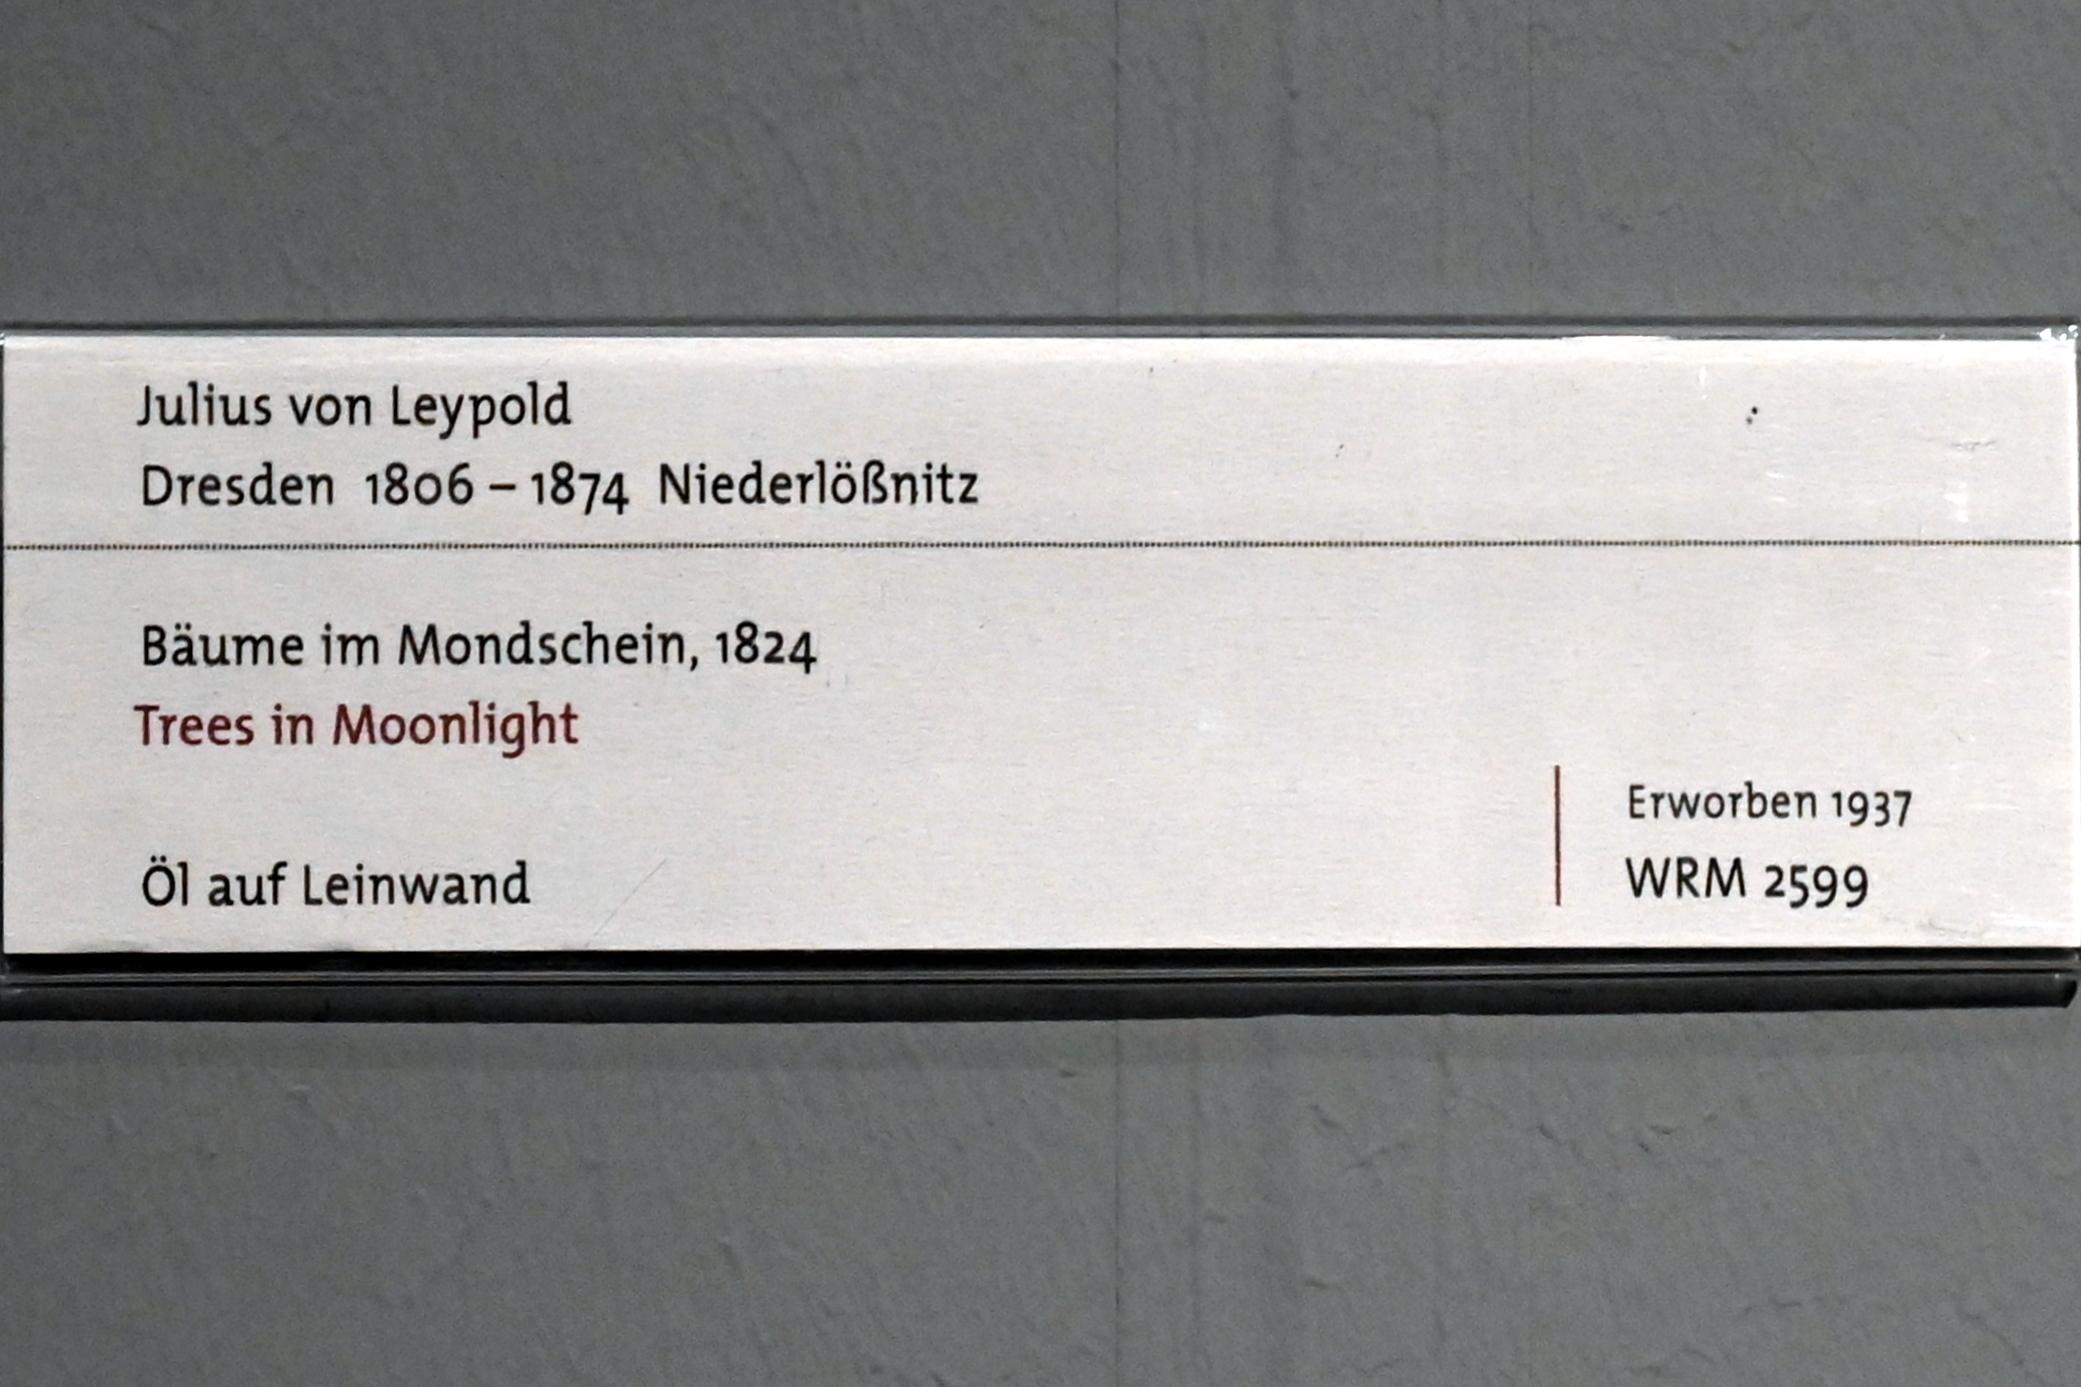 Julius von Leypold
Dresden 1806 – 1874 Niederlößnitz
Bäume im Mondschein, 1824
Trees in Moonlight
Öl auf Leinwand
Erworben 1937
WRM 2599